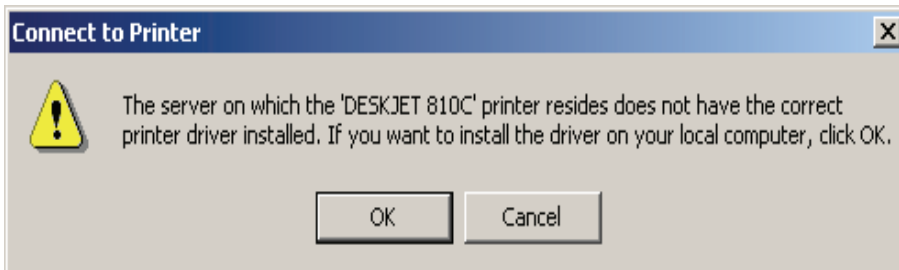 Connect to Printer
The server on which the 'DESKJET 810C' printer resides does not have the correct
printer driver installed. If you want to install the driver on your local computer, click OK.
OK
Cancel